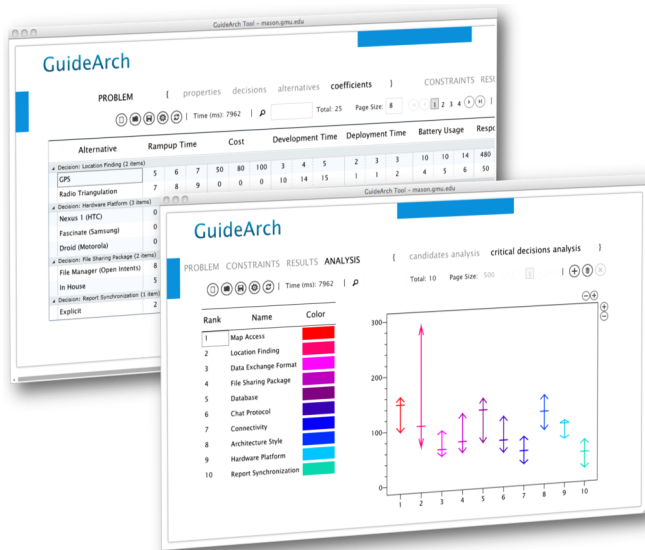 GuideArch Tool – mason.gmu.edu
GuideArch
PROBLEM { properties decisions alternatives coefficients } CONSTRAINTS RESU
Time (ms): 7962 Total: 25 Page Size: 8 1 2 3 4
Alternative Rampup Time Cost Development Time Deployment Time Battery Usage Respo
Decision: Location Finding (2 items)
GPS 5 6 7 50 80 100 3 4 5 2 3 3 10 10 14 480
Radio Triangulation 7 8 9 0 0 0 10 14 15 1 1 2 4 5 6 50
Decision: Hardware Platform (3 items)
Nexus 1 (HTC) 0
Fascinate (Samsung) 0
Droid (Motorola) 0
Decision: File Sharing Package (2 items)
File Manager (Open Intents) 8
In House 5
Decision: Report Synchronization (1 item)
Explicit 2
GuideArch Tool – mason.gmu.edu
GuideArch
PROBLEM CONSTRAINTS RESULTS ANALYSIS { candidates analysis critical decisions analysis }
Time (ms): 7962 Total: 10 Page Size: 500 1
Rank Name Color
1 Map Access
2 Location Finding
3 Data Exchange Format
4 File Sharing Package
5 Database
6 Chat Protocol
7 Connectivity
8 Architecture Style
9 Hardware Platform
10 Report Synchronization
300
200
100
0
1 2 3 4 5 6 7 8 9 10